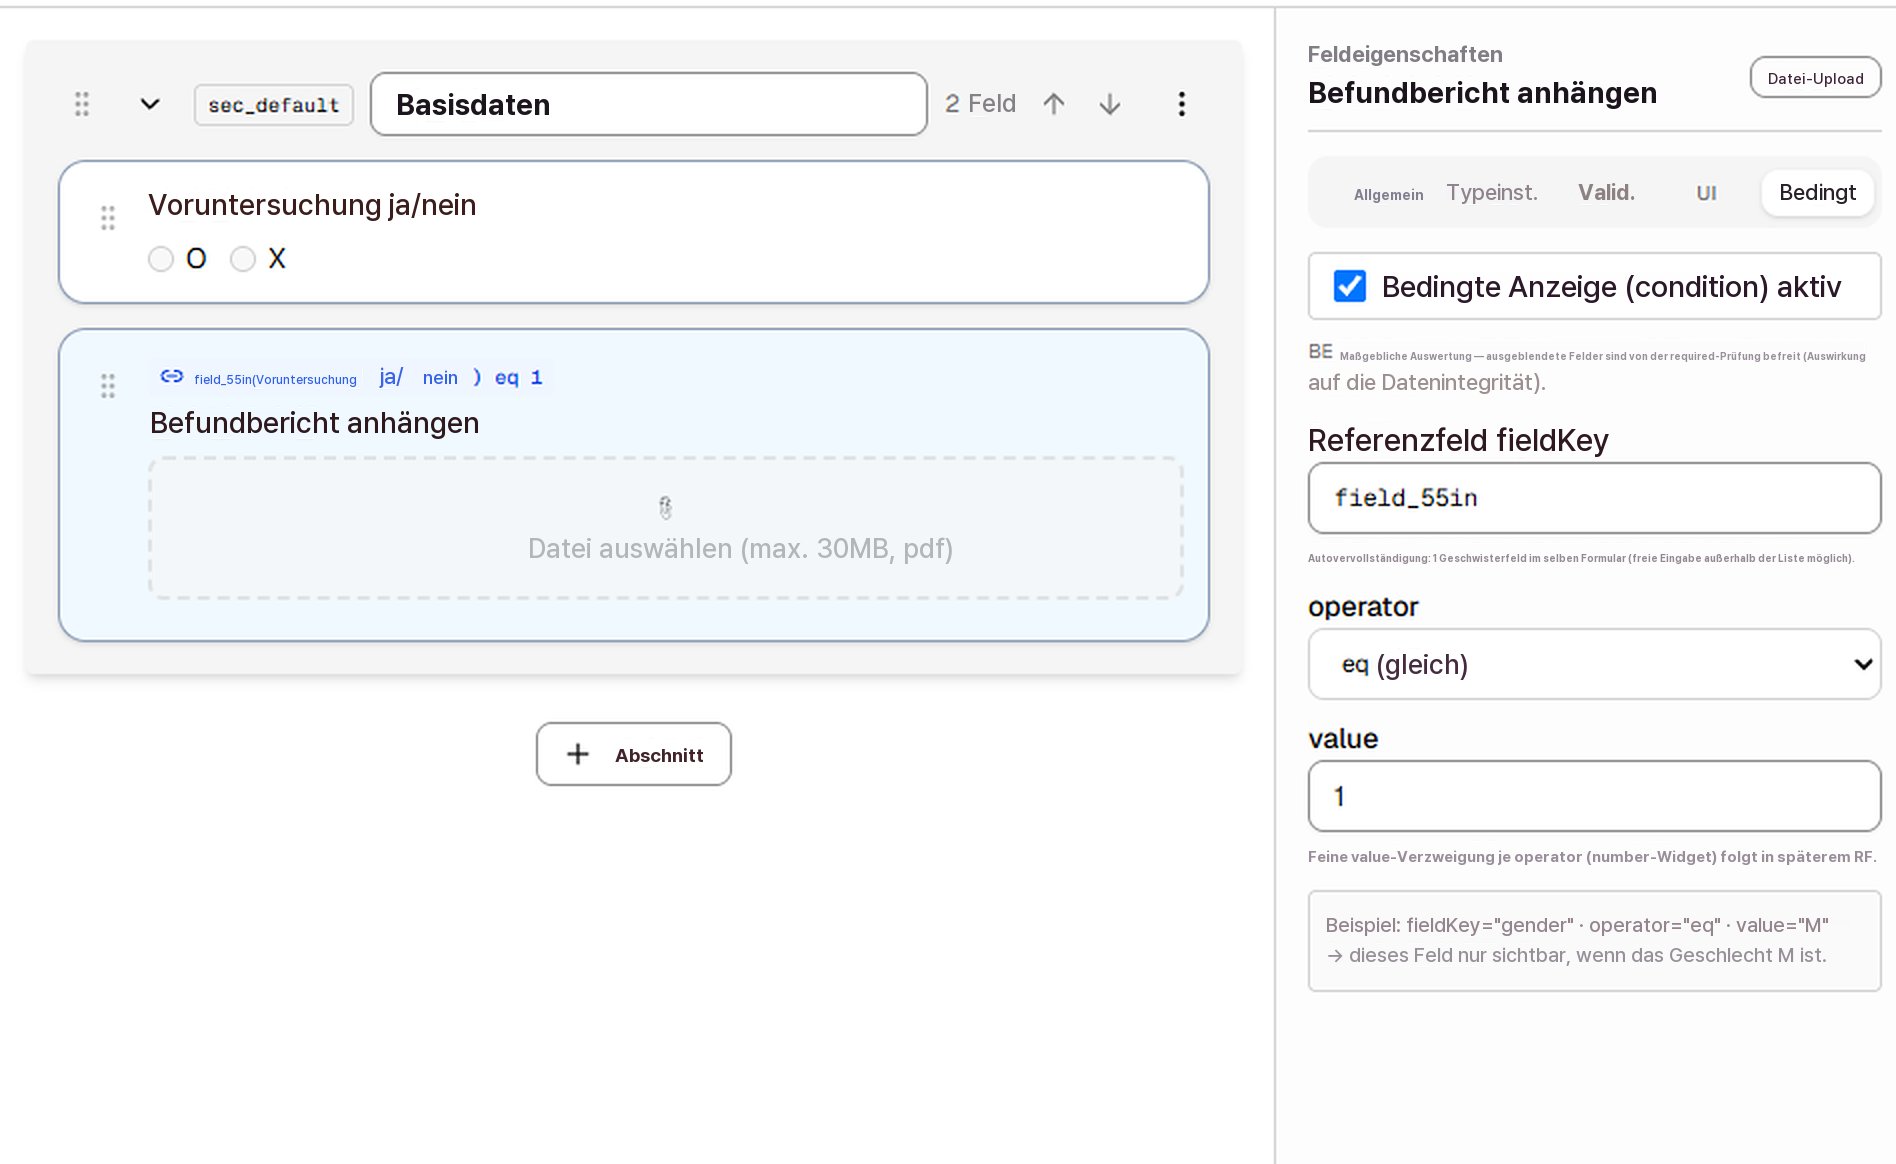 sec_default Basisdaten 2 Feld
Voruntersuchung ja/nein
O X
field_55in(Voruntersuchung ja/ nein ) eq 1
Befundbericht anhängen
Datei auswählen (max. 30MB, pdf)
+ Abschnitt
Feldeigenschaften
Befundbericht anhängen
Datei-Upload
Allgemein Typeinst. Valid. UI Bedingt
Bedingte Anzeige (condition) aktiv
BE Maßgebliche Auswertung — ausgeblendete Felder sind von der required-Prüfung befreit (Auswirkung
auf die Datenintegrität).
Referenzfeld fieldKey
field_55in
Autovervollständigung: 1 Geschwisterfeld im selben Formular (freie Eingabe außerhalb der Liste möglich).
operator
eq (gleich)
value
1
Feine value-Verzweigung je operator (number-Widget) folgt in späterem RF.
Beispiel: fieldKey="gender" · operator="eq" · value="M"
→ dieses Feld nur sichtbar, wenn das Geschlecht M ist.